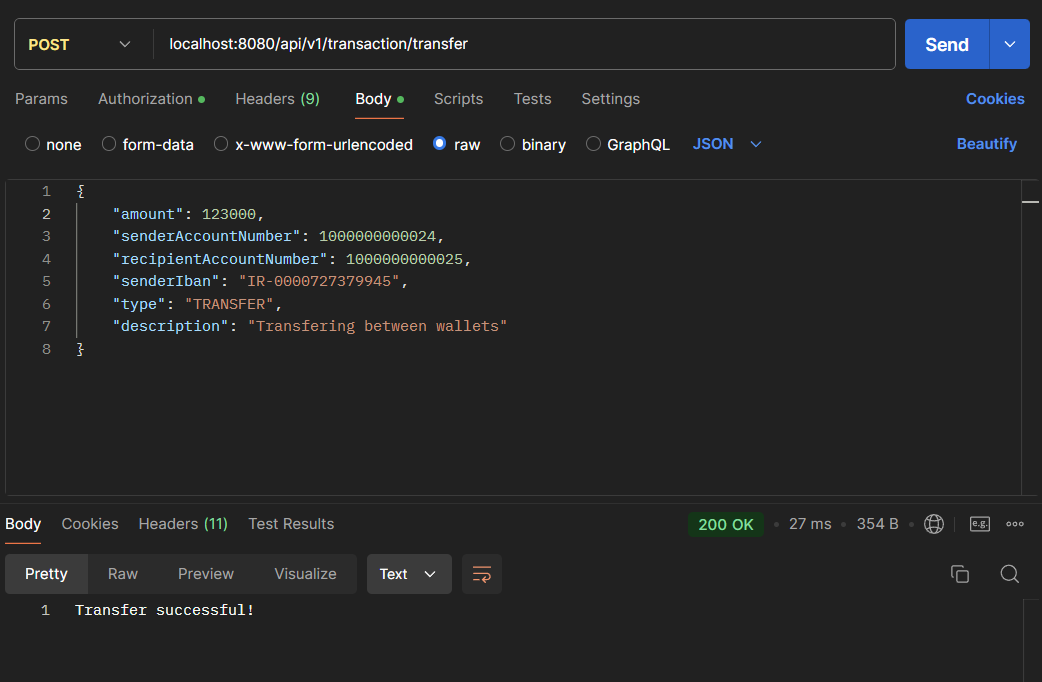 POST localhost:8080/api/v1/transaction/transfer Send
Params Authorization Headers (9) Body Scripts Tests Settings Cookies
none form-data x-www-form-urlencoded raw binary GraphQL JSON Beautify
1 {
2 "amount": 123000,
3 "senderAccountNumber": 1000000000024,
4 "recipientAccountNumber": 1000000000025,
5 "senderIban": "IR-0000727379945",
6 "type": "TRANSFER",
7 "description": "Transfering between wallets"
8 }
Body Cookies Headers (11) Test Results 200 OK 27 ms 354 B e.g.
Pretty Raw Preview Visualize Text
1 Transfer successful!